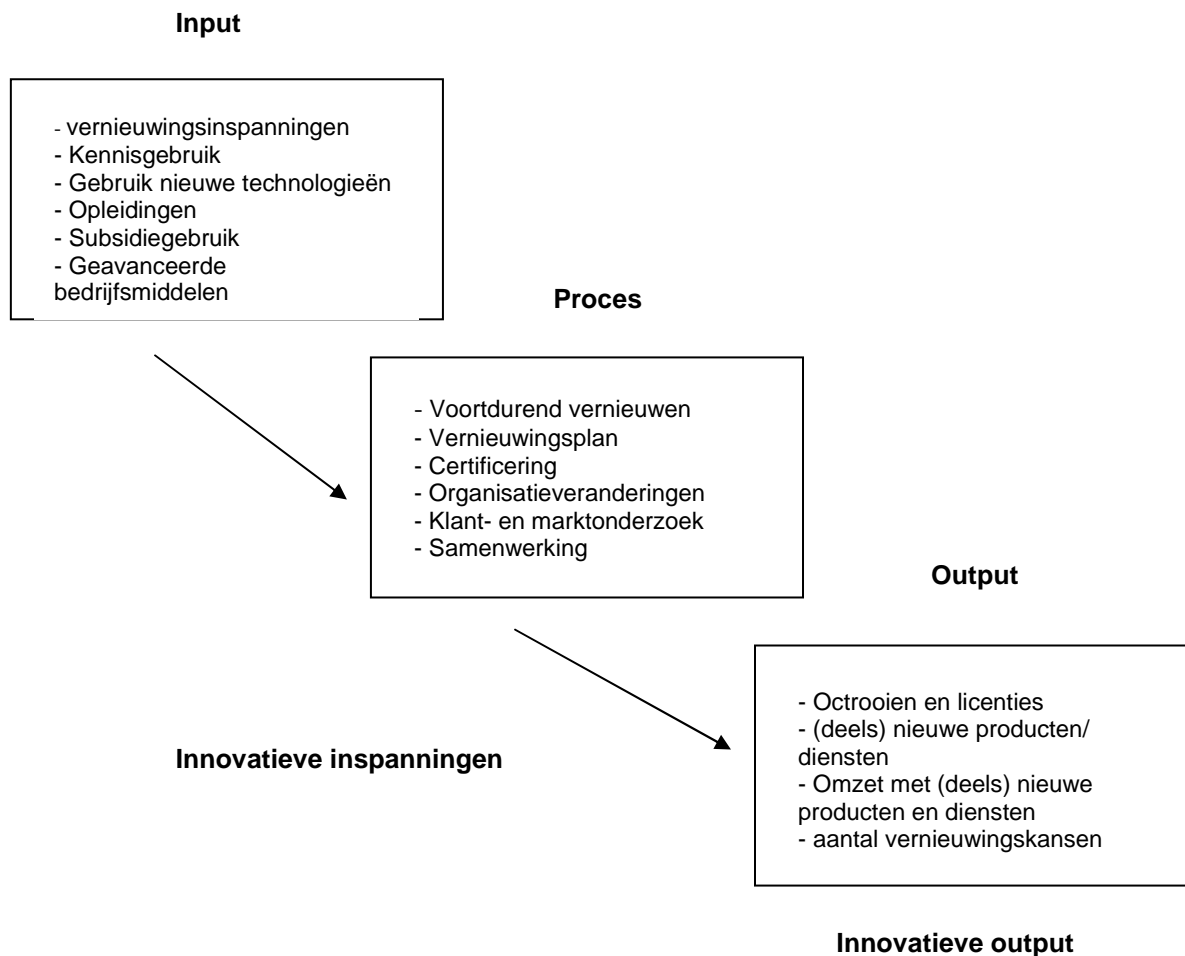 Input
- vernieuwingsinspanningen
- Kennisgebruik
- Gebruik nieuwe technologieën
- Opleidingen
- Subsidiegebruik
- Geavanceerde
bedrijfsmiddelen
Proces
- Voortdurend vernieuwen
- Vernieuwingsplan
- Certificering
- Organisatieveranderingen
- Klant- en marktonderzoek
- Samenwerking
Output
- Octrooien en licenties
- (deels) nieuwe producten/
diensten
- Omzet met (deels) nieuwe
producten en diensten
- aantal vernieuwingskansen
Innovatieve inspanningen
Innovatieve output